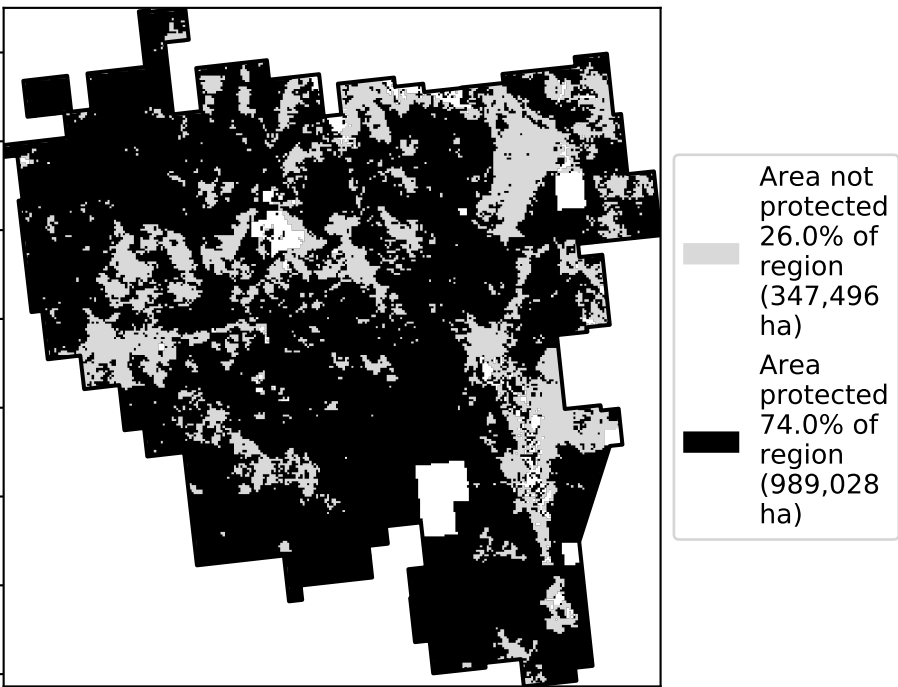 Area not
protected
26.0% of
region
(347,496
ha)
Area
protected
74.0% of
region
(989,028
ha)